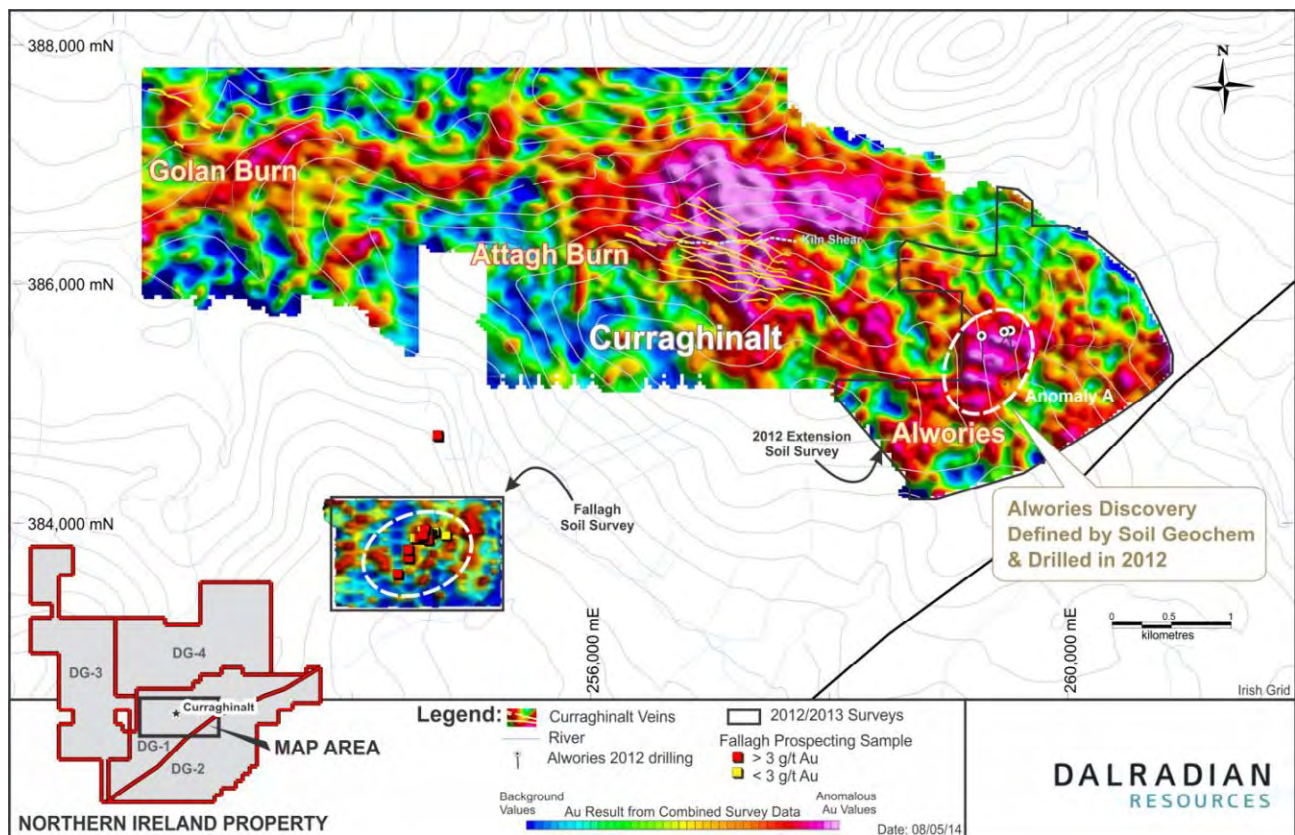 388,000 mN
N
Golan Burn
Kiln Shear
Attagh Burn
386,000 mN
Curraghinalt
Anomaly A
Alwories
2012 Extension
Soil Survey
Fallagh
Soil Survey
Alwories Discovery
Defined by Soil Geochem
& Drilled in 2012
384,000 mN
256,000 mE
260,000 mE
0 0.5 1
kilometres
Irish Grid
DG-4
DG-3
Curraghinalt
DG-1
MAP AREA
DG-2
NORTHERN IRELAND PROPERTY
Legend:
Curraghinalt Veins
River
Alwories 2012 drilling
2012/2013 Surveys
Fallagh Prospecting Sample
> 3 g/t Au
< 3 g/t Au
Background
Values
Au Result from Combined Survey Data
Anomalous
Au Values
Date: 08/05/14
DALRADIAN
RESOURCES